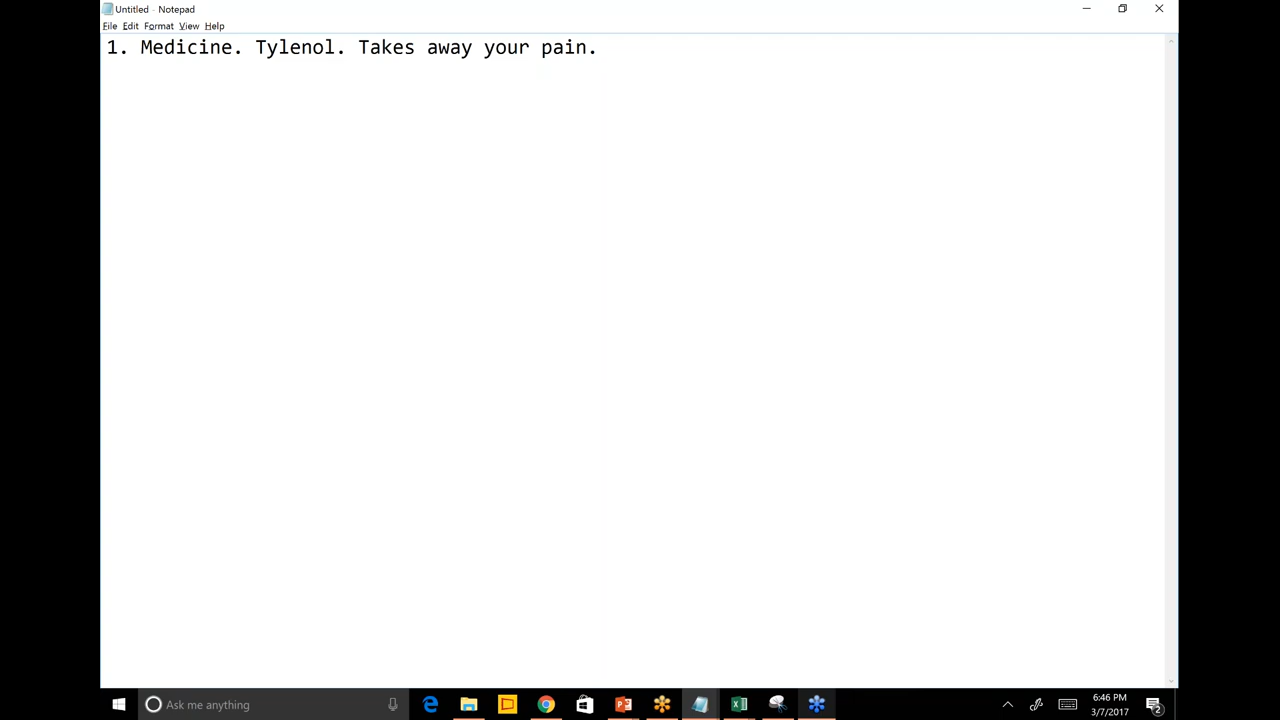 Untitled - Notepad
File Edit Format View Help
1. Medicine. Tylenol. Takes away your pain.
Ask me anything
6:46 PM
3/7/2017
2